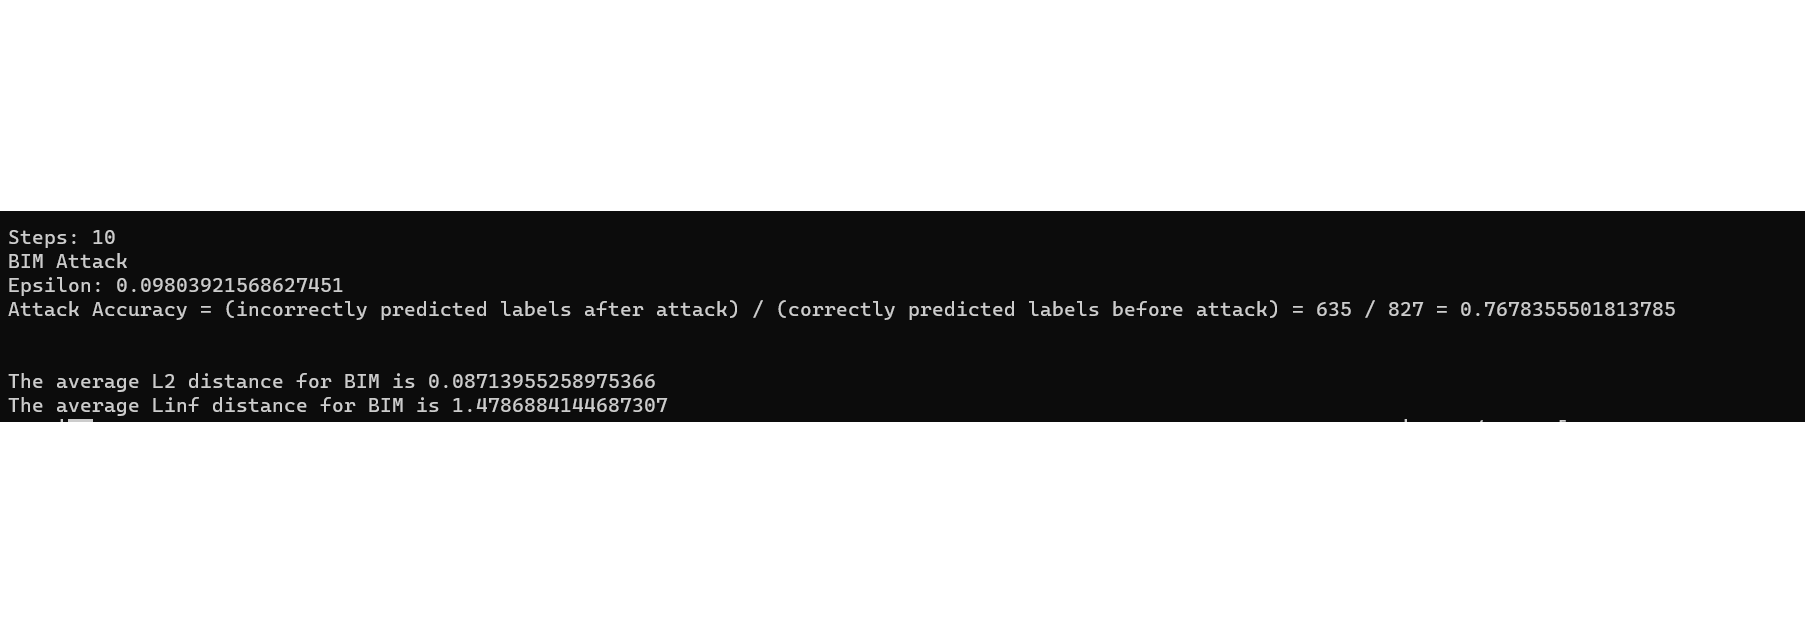 Steps: 10
BIM Attack
Epsilon: 0.09803921568627451
Attack Accuracy = (incorrectly predicted labels after attack) / (correctly predicted labels before attack) = 635 / 827 = 0.7678355501813785
The average L2 distance for BIM is 0.08713955258975366
The average Linf distance for BIM is 1.4786884144687307